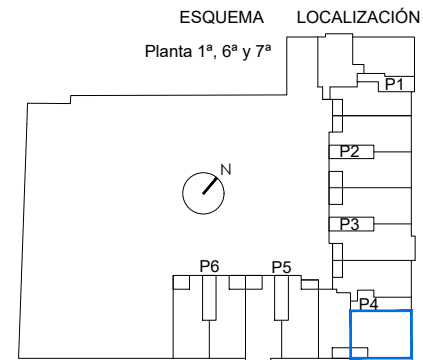 ESQUEMA LOCALIZACIÓN
Planta 1ª, 6ª y 7ª
P1
P2
N
P3
P6
P5
P4